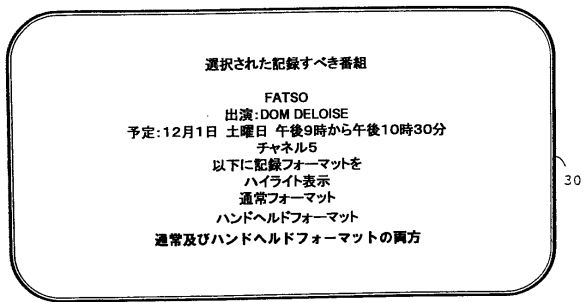 選択された記録すべき番組
FATSO
出演:DOM DELOISE
予定:12月1日 土曜日 午後9時から午後10時30分
チャネル5
以下に記録フォーマットを
ハイライト表示
通常フォーマット
ハンドヘルドフォーマット
通常及びハンドヘルドフォーマットの両方
30